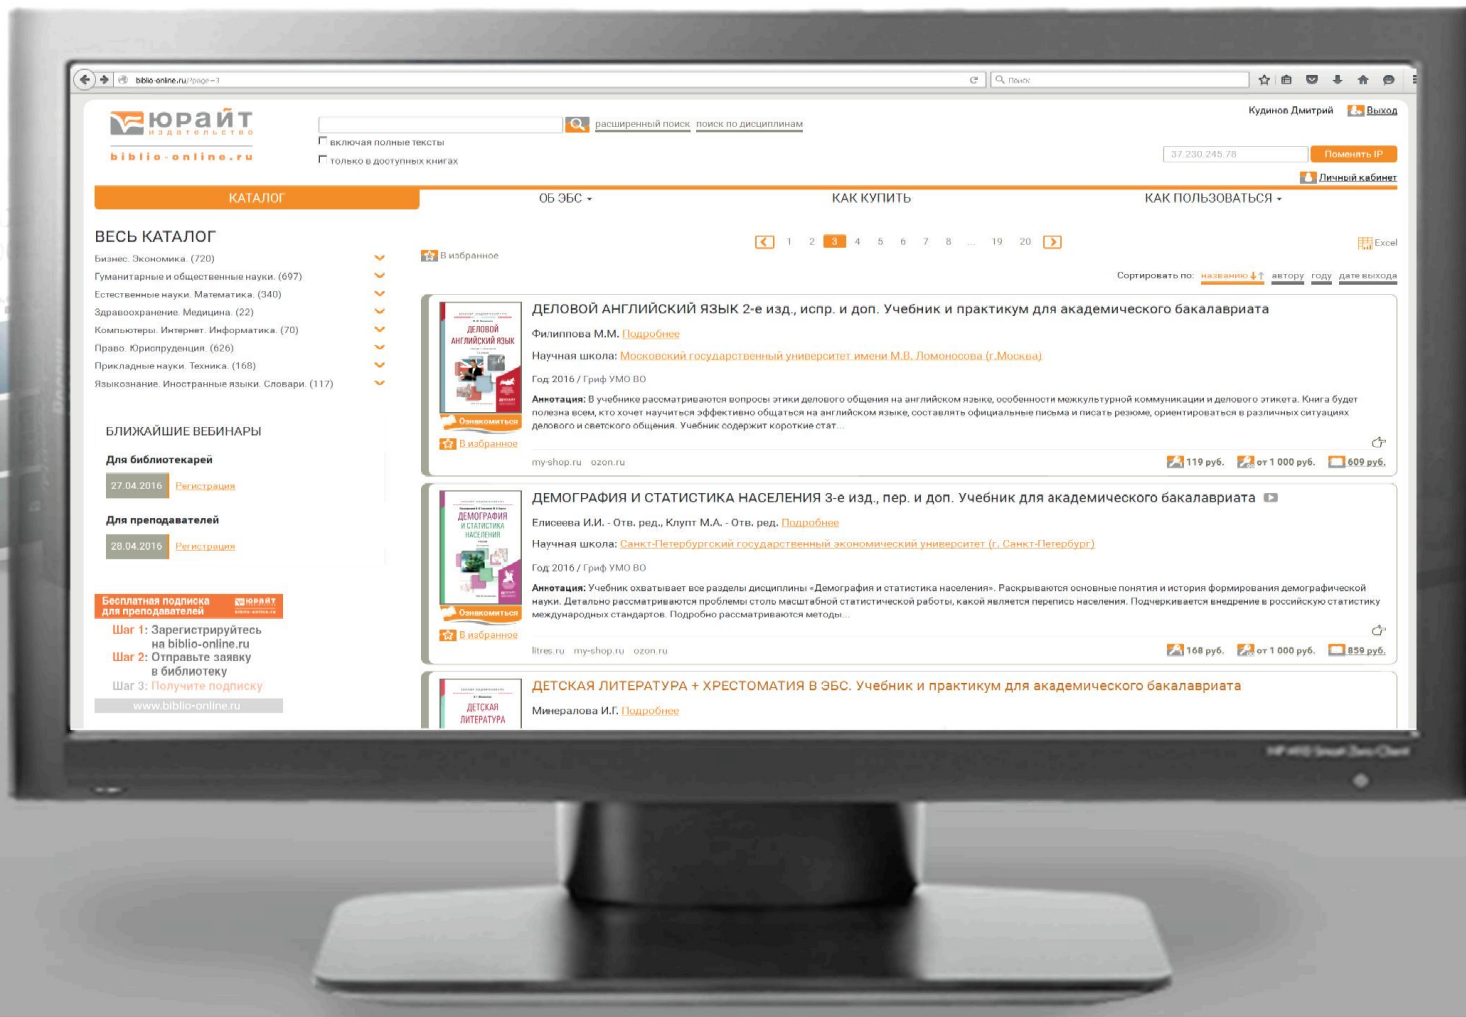 biblio-online.ru/?page=3
Поиск
юрайт
издательство
biblio-online.ru
расширенный поиск поиск по дисциплинам
включая полные тексты
только в доступных книгах
Кудинов Дмитрий Выход
37.230.245.78 Поменять IP
Личный кабинет
КАТАЛОГ ОБ ЭБС КАК КУПИТЬ КАК ПОЛЬЗОВАТЬСЯ
ВЕСЬ КАТАЛОГ
Бизнес. Экономика. (720)
Гуманитарные и общественные науки. (697)
Естественные науки. Математика. (340)
Здравоохранение. Медицина. (22)
Компьютеры. Интернет. Информатика. (70)
Право. Юриспруденция. (626)
Прикладные науки. Техника. (168)
Языкознание. Иностранные языки. Словари. (117)
БЛИЖАЙШИЕ ВЕБИНАРЫ
Для библиотекарей
27.04.2016 Регистрация
Для преподавателей
28.04.2016 Регистрация
Бесплатная подписка юрайт
для преподавателей biblio-online.ru
Шаг 1: Зарегистрируйтесь
на biblio-online.ru
Шаг 2: Отправьте заявку
в библиотеку
Шаг 3: Получите подписку
www.biblio-online.ru
1 2 3 4 5 6 7 8 ... 19 20
В избранное
Excel
Сортировать по: названию автору году дате выхода
ДЕЛОВОЙ
АНГЛИЙСКИЙ ЯЗЫК
Ознакомиться
В избранное
ДЕЛОВОЙ АНГЛИЙСКИЙ ЯЗЫК 2-е изд., испр. и доп. Учебник и практикум для академического бакалавриата
Филиппова М.М. Подробнее
Научная школа: Московский государственный университет имени М.В. Ломоносова (г.Москва)
Год: 2016 / Гриф УМО ВО
Аннотация: В учебнике рассматриваются вопросы этики делового общения на английском языке, особенности межкультурной коммуникации и делового этикета. Книга будет
полезна всем, кто хочет научиться эффективно общаться на английском языке, составлять официальные письма и писать резюме, ориентироваться в различных ситуациях
делового и светского общения. Учебник содержит короткие стат...
my-shop.ru ozon.ru
119 руб. от 1 000 руб. 609 руб.
ДЕМОГРАФИЯ
И СТАТИСТИКА
НАСЕЛЕНИЯ
Ознакомиться
В избранное
ДЕМОГРАФИЯ И СТАТИСТИКА НАСЕЛЕНИЯ 3-е изд., пер. и доп. Учебник для академического бакалавриата
Елисеева И.И. - Отв. ред., Клупт М.А. - Отв. ред. Подробнее
Научная школа: Санкт-Петербургский государственный экономический университет (г. Санкт-Петербург)
Год: 2016 / Гриф УМО ВО
Аннотация: Учебник охватывает все разделы дисциплины «Демография и статистика населения». Раскрываются основные понятия и история формирования демографической
науки. Детально рассматриваются проблемы столь масштабной статистической работы, какой является перепись населения. Подчеркивается внедрение в российскую статистику
международных стандартов. Подробно рассматриваются методы...
litres.ru my-shop.ru ozon.ru
168 руб. от 1 000 руб. 859 руб.
ДЕТСКАЯ
ЛИТЕРАТУРА
ДЕТСКАЯ ЛИТЕРАТУРА + ХРЕСТОМАТИЯ В ЭБС. Учебник и практикум для академического бакалавриата
Минералова И.Г. Подробнее